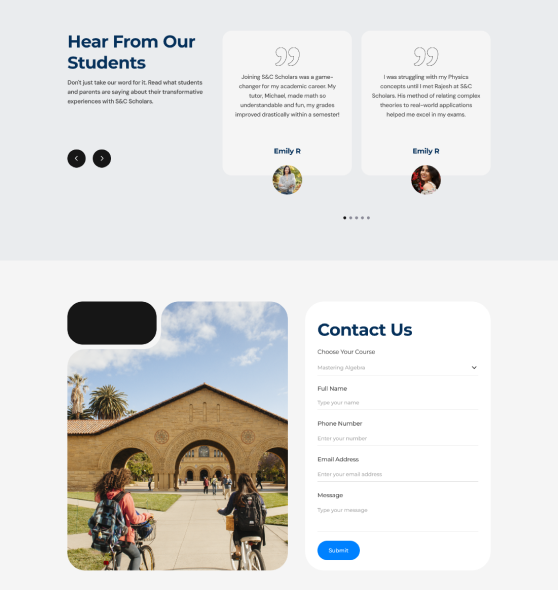 Hear From Our
Students
Don't just take our word for it. Read what students
and parents are saying about their transformative
experiences with S&C Scholars.
Joining S&C Scholars was a game-
changer for my academic career. My
tutor, Michael, made math so
understandable and fun, my grades
improved drastically within a semester!
Emily R
I was struggling with my Physics
concepts until I met Rajesh at S&C
Scholars. His method of relating complex
theories to real-world applications
helped me excel in my exams.
Emily R
Contact Us
Choose Your Course
Mastering Algebra
Full Name
Type your name
Phone Number
Enter your number
Email Address
Enter your email address
Message
Type your message
Submit